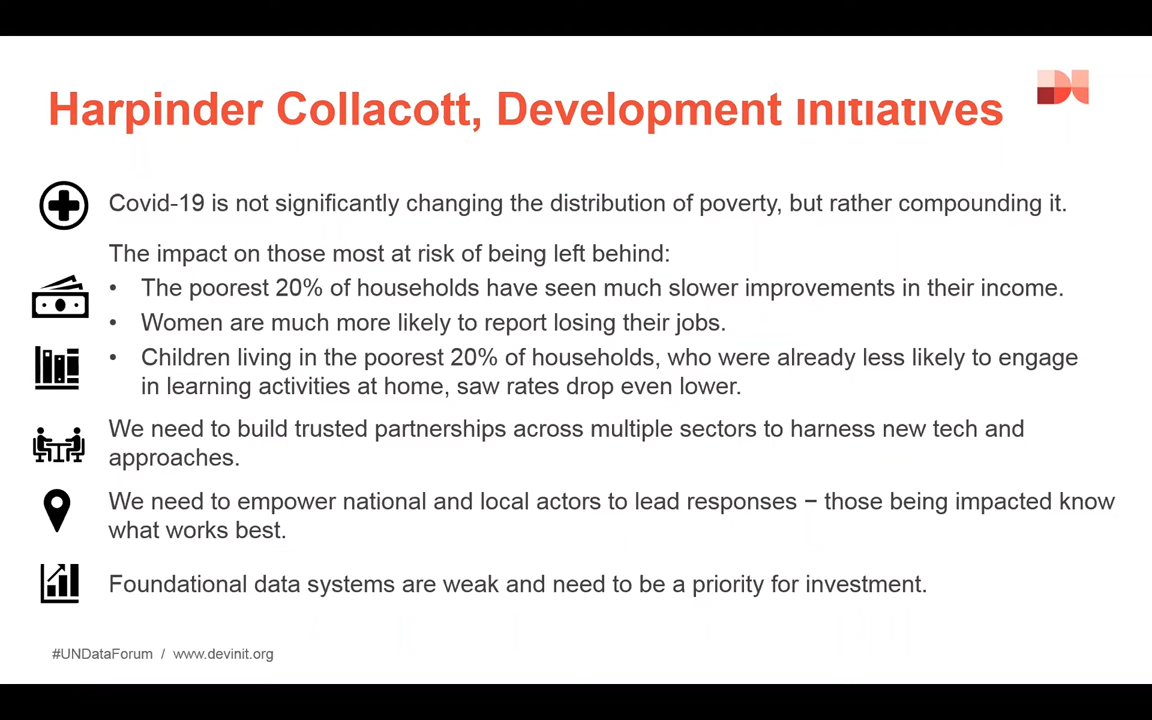 Harpinder Collacott, Development Initiatives
Covid-19 is not significantly changing the distribution of poverty, but rather compounding it.
The impact on those most at risk of being left behind:
• The poorest 20% of households have seen much slower improvements in their income.
• Women are much more likely to report losing their jobs.
• Children living in the poorest 20% of households, who were already less likely to engage
in learning activities at home, saw rates drop even lower.
We need to build trusted partnerships across multiple sectors to harness new tech and
approaches.
We need to empower national and local actors to lead responses – those being impacted know
what works best.
Foundational data systems are weak and need to be a priority for investment.
#UNDataForum / www.devinit.org